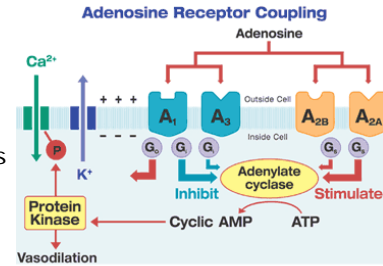 Adenosine Receptor Coupling
Adenosine
Ca²⁺
+ + +
Outside Cell
A₁
A₃
A₂B
A₂A
– – –
Inside Cell
P
K⁺
G₀
Gᵢ
Gᵢ
Gₛ
Gₛ
s
Adenylate
cyclase
Inhibit
Stimulate
Protein
Kinase
Cyclic AMP
ATP
Vasodilation